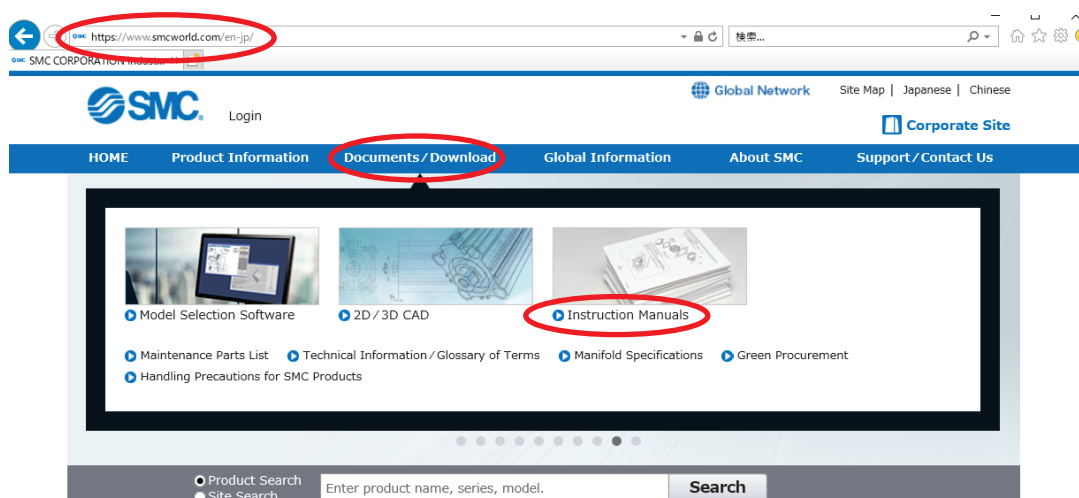 https://www.smcworld.com/en-jp/
検索...
SMC CORPORATION
Global Network
Site Map | Japanese | Chinese
SMC.
Login
Corporate Site
HOME Product Information Documents/Download Global Information About SMC Support/Contact Us
Model Selection Software
2D/3D CAD
Instruction Manuals
Maintenance Parts List Technical Information/Glossary of Terms Manifold Specifications Green Procurement
Handling Precautions for SMC Products
Product Search
Site Search
Enter product name, series, model.
Search